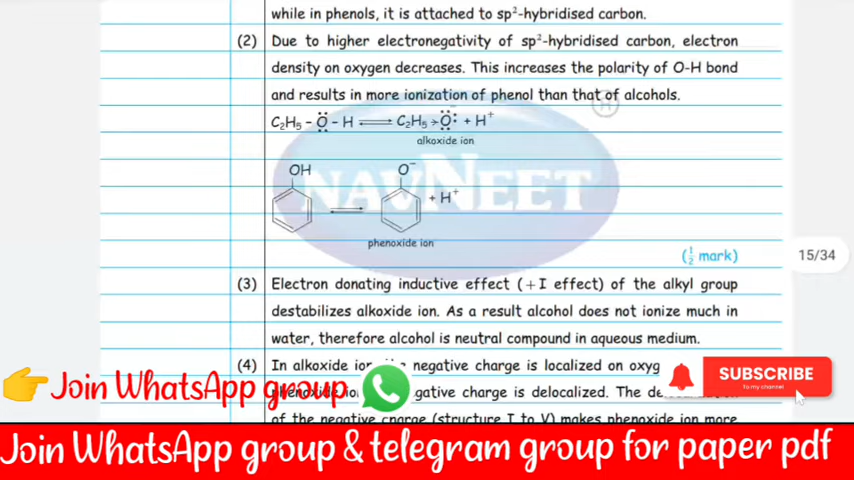 while in phenols, it is attached to sp²-hybridised carbon.
(2) Due to higher electronegativity of sp²-hybridised carbon, electron
density on oxygen decreases. This increases the polarity of O-H bond
and results in more ionization of phenol than that of alcohols.
C₂H₅ - O - H ⇌ C₂H₅ → O⁻ + H⁺
alkoxide ion
OH O⁻
NAVNEET
⇌ + H⁺
phenoxide ion
(½ mark)
15/34
(3) Electron donating inductive effect (+I effect) of the alkyl group
destabilizes alkoxide ion. As a result alcohol does not ionize much in
water, therefore alcohol is neutral compound in aqueous medium.
(4) In alkoxide ion negative charge is localized on oxyg
SUBSCRIBE
To my channel
Join WhatsApp group
phenoxide io gative charge is delocalized. The de
of the negative charge (structure I to V) makes phenoxide ion more
Join WhatsApp group & telegram group for paper pdf